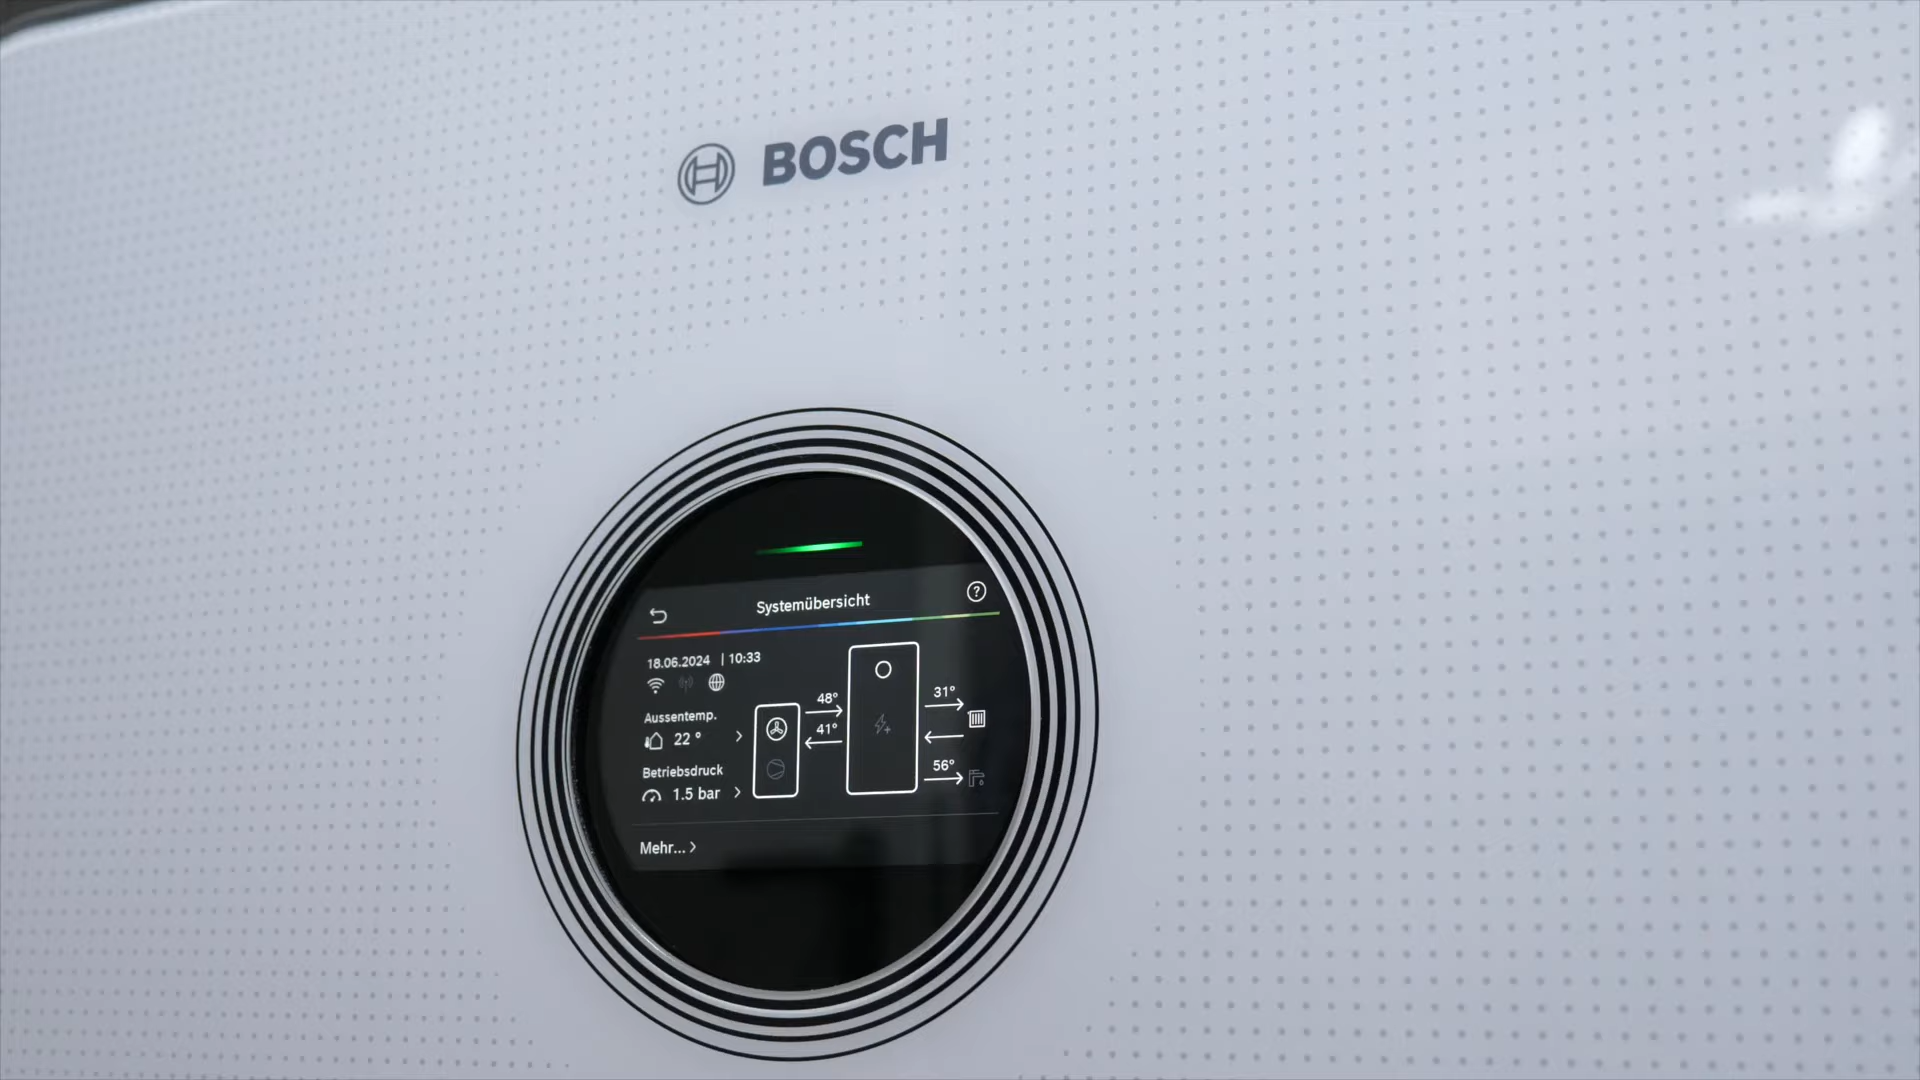 BOSCH
Systemübersicht
?
18.06.2024 | 10:33
Aussentemp.
22 °
Betriebsdruck
1.5 bar
48°
41°
31°
56°
Mehr...